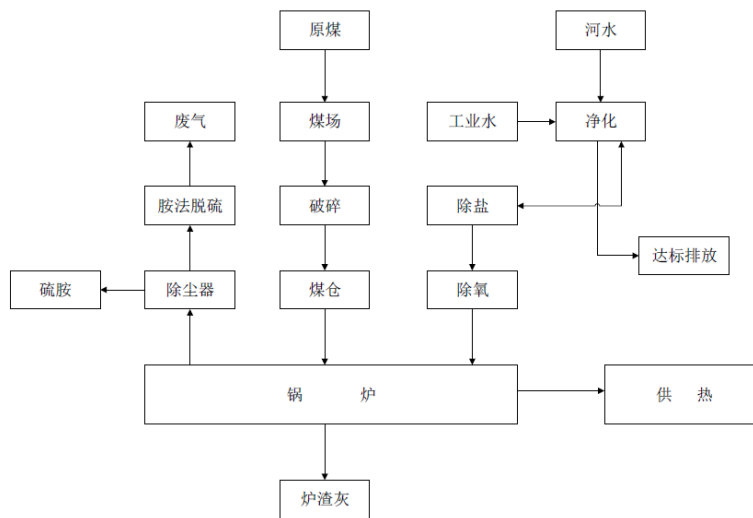 原煤
河水
废气
煤场
工业水
净化
胺法脱硫
破碎
除盐
达标排放
硫胺
除尘器
煤仓
除氧
锅 炉
供 热
炉渣灰